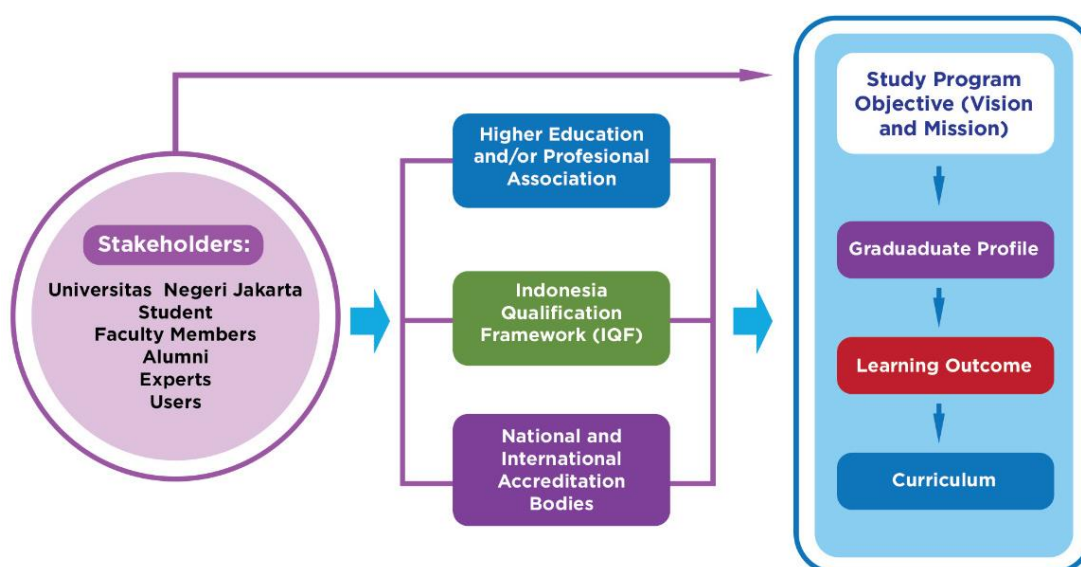 Stakeholders:
Universitas Negeri Jakarta
Student
Faculty Members
Alumni
Experts
Users
Higher Education
and/or Profesional
Association
Indonesia
Qualification
Framework (IQF)
National and
International
Accreditation
Bodies
Study Program
Objective (Vision
and Mission)
Graduaduate Profile
Learning Outcome
Curriculum